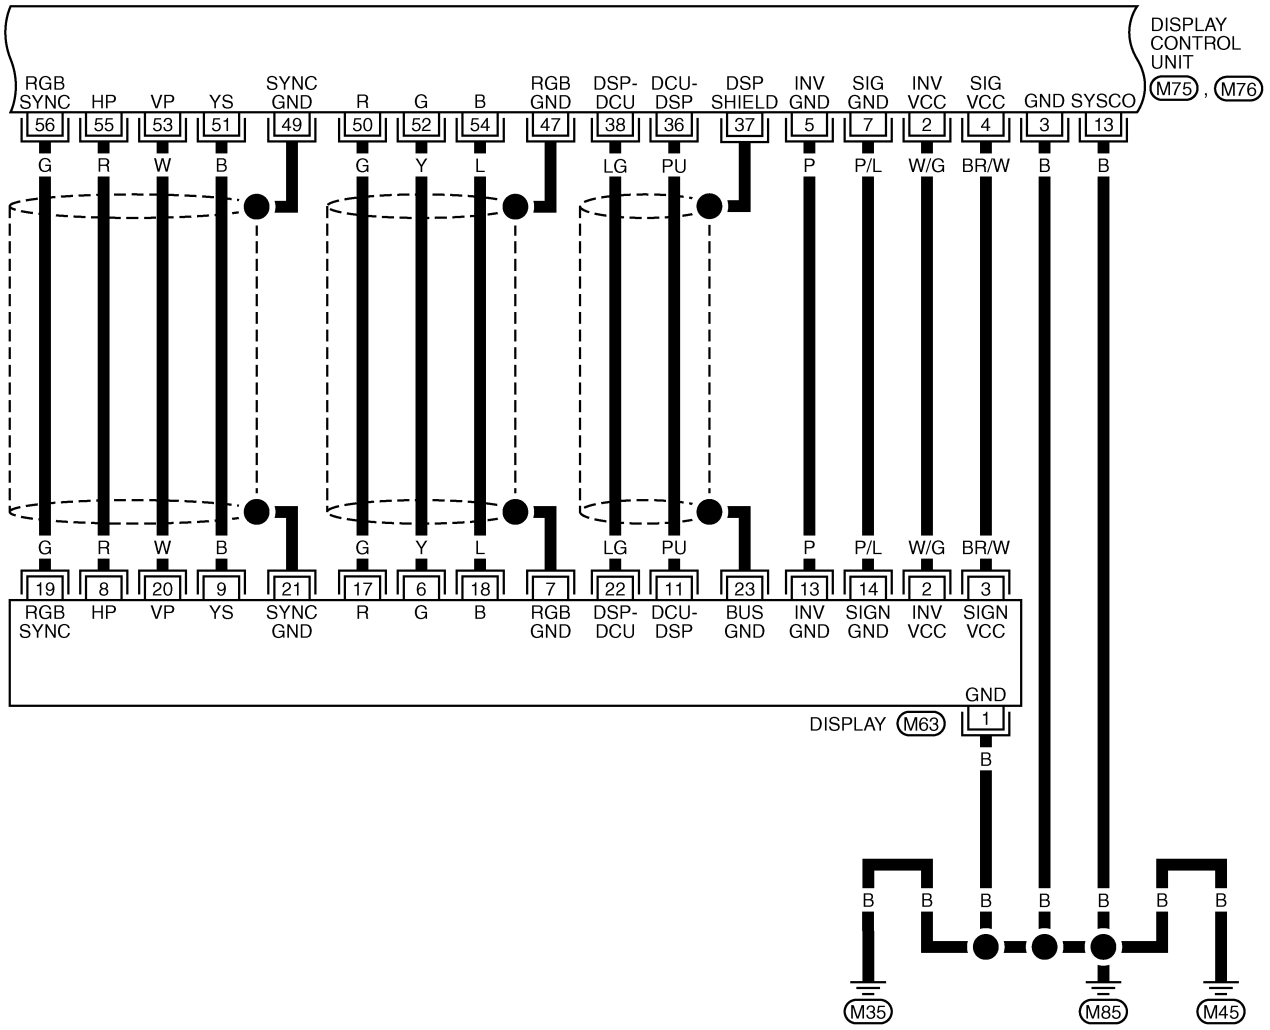 DISPLAY
CONTROL
UNIT
M75 , M76
RGB SYNC GND RGB DSP- DCU- DSP INV SIG INV SIG
SYNC HP VP YS R G B GND DCU DSP SHIELD GND GND VCC VCC GND SYSCO
56 55 53 51 49 50 52 54 47 38 36 37 5 7 2 4 3 13
G R W B G Y L LG PU P P/L W/G BR/W B B
G R W B G Y L LG PU P P/L W/G BR/W
19 8 20 9 21 17 6 18 7 22 11 23 13 14 2 3
RGB HP VP YS SYNC R G B RGB DSP- DCU- BUS INV SIGN INV SIGN
SYNC GND GND DCU DSP GND GND GND VCC VCC
GND
DISPLAY M63 1
B
B B B B B B B
M35 M85 M45